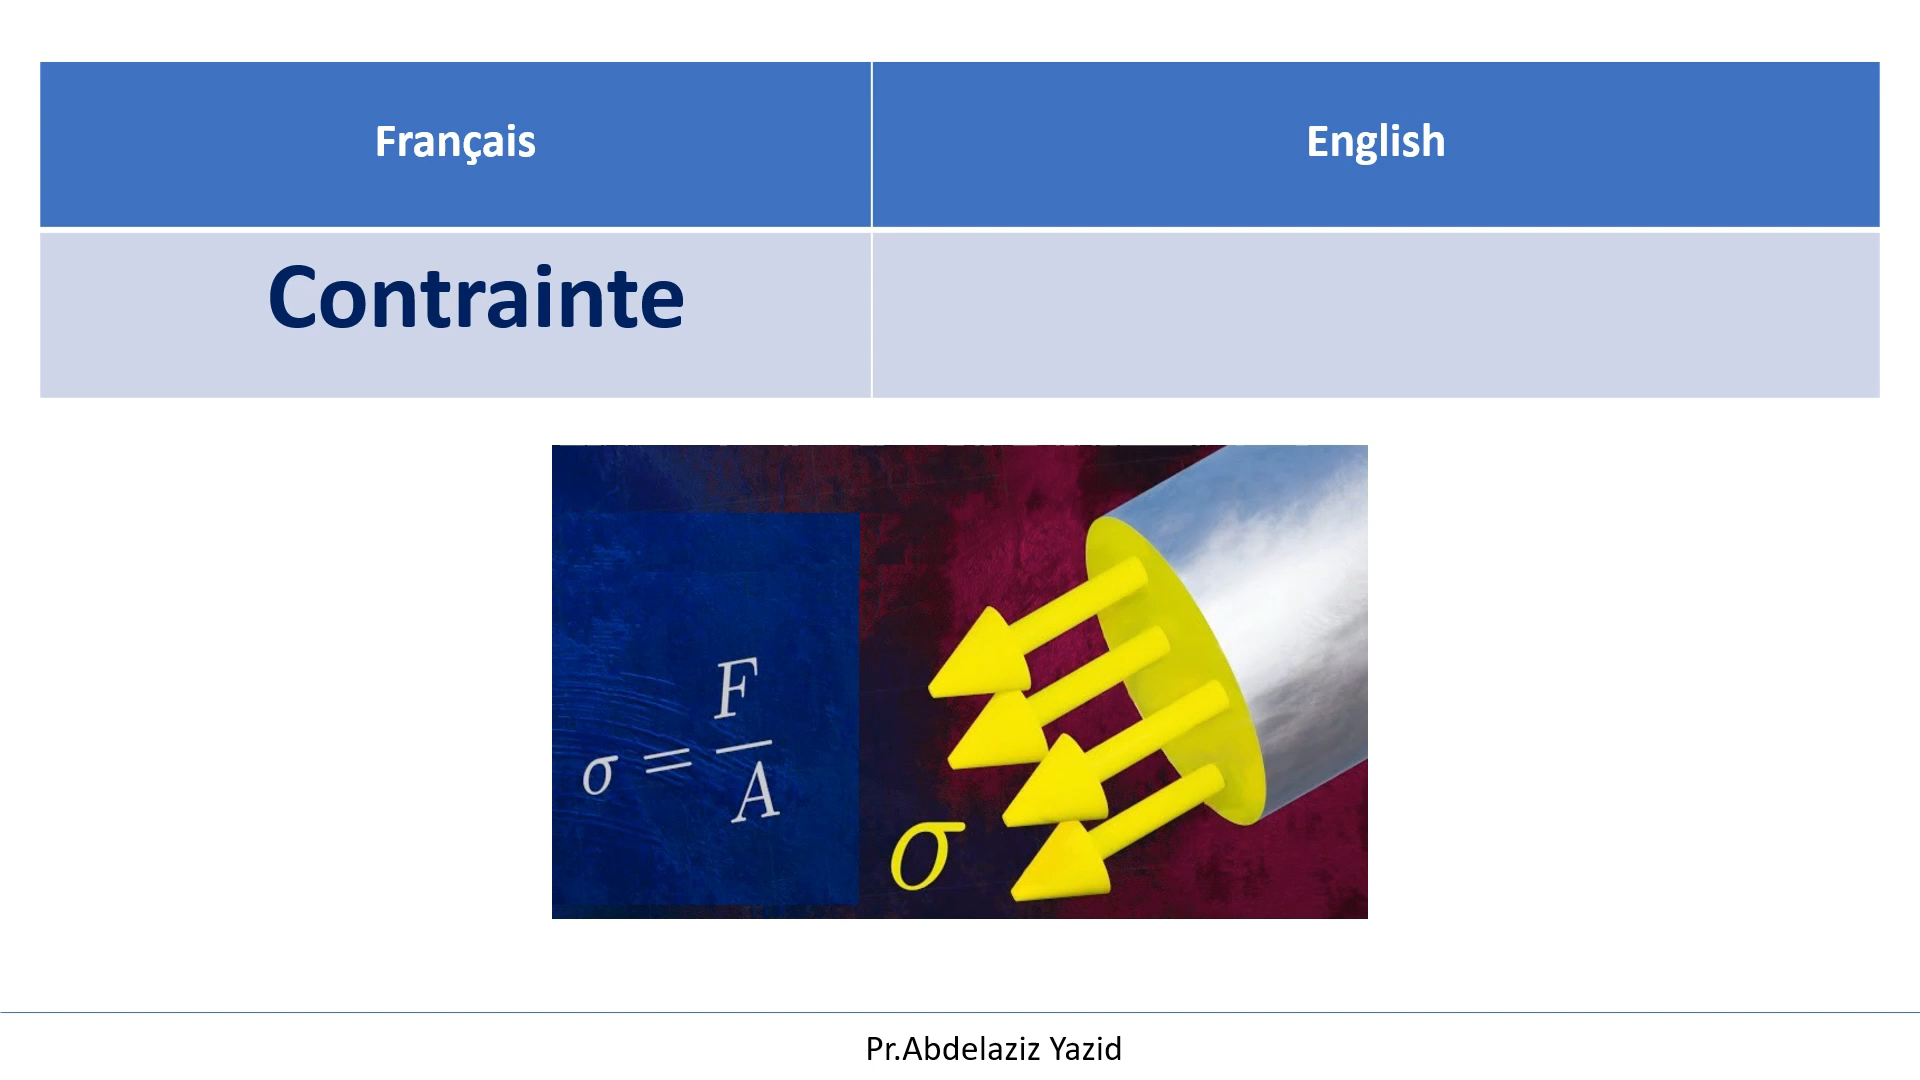 Français
English
Contrainte
σ = F/A
σ
Pr.Abdelaziz Yazid